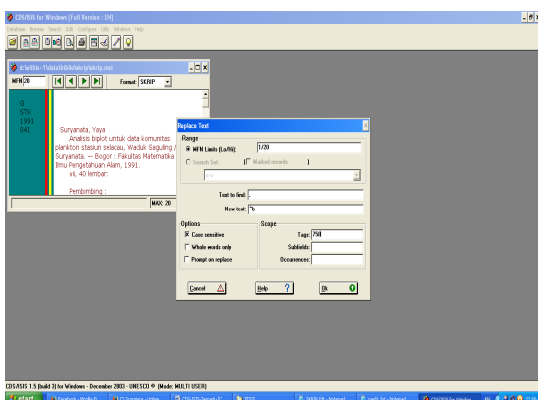 CDS/ISIS for Windows [Full Version : EN]
Database Browse Search Edit Configure Utils Windows Help
MFN 20
Format: SKRIP
G
STK
1991
041
Suryanata, Yaya
Analisis biplot untuk data komunitas
plankton stasiun selacau, Waduk Saguling /
Suryanata. -- Bogor : Fakultas Matematika
Ilmu Pengetahuan Alam, 1991.
vii, 40 lembar:
Pembimbing :
MAX: 20
Replace Text
Range
MFN Limits (Lo/Hi): 1/20
Search Set: Marked records
Text to find: .
New text: ^b
Options
Scope
Case sensitive
Tags: 750
Whole words only
Subfields:
Prompt on replace
Occurrences:
Cancel
Help
Ok
CDS/ISIS 1.5 (build 3) for Windows - December 2003 - UNESCO © (Mode: MULTI USER)
start